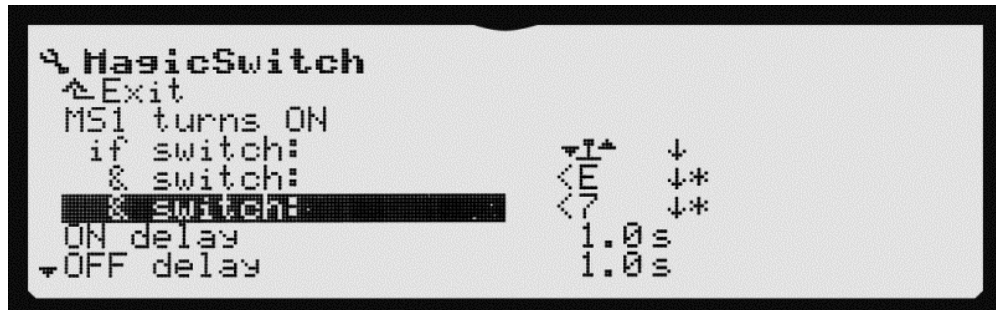 MagicSwitch
Exit
MS1 turns ON
if switch: I ↓
& switch: <E ↓*
& switch: <7 ↓*
ON delay 1.0s
OFF delay 1.0s